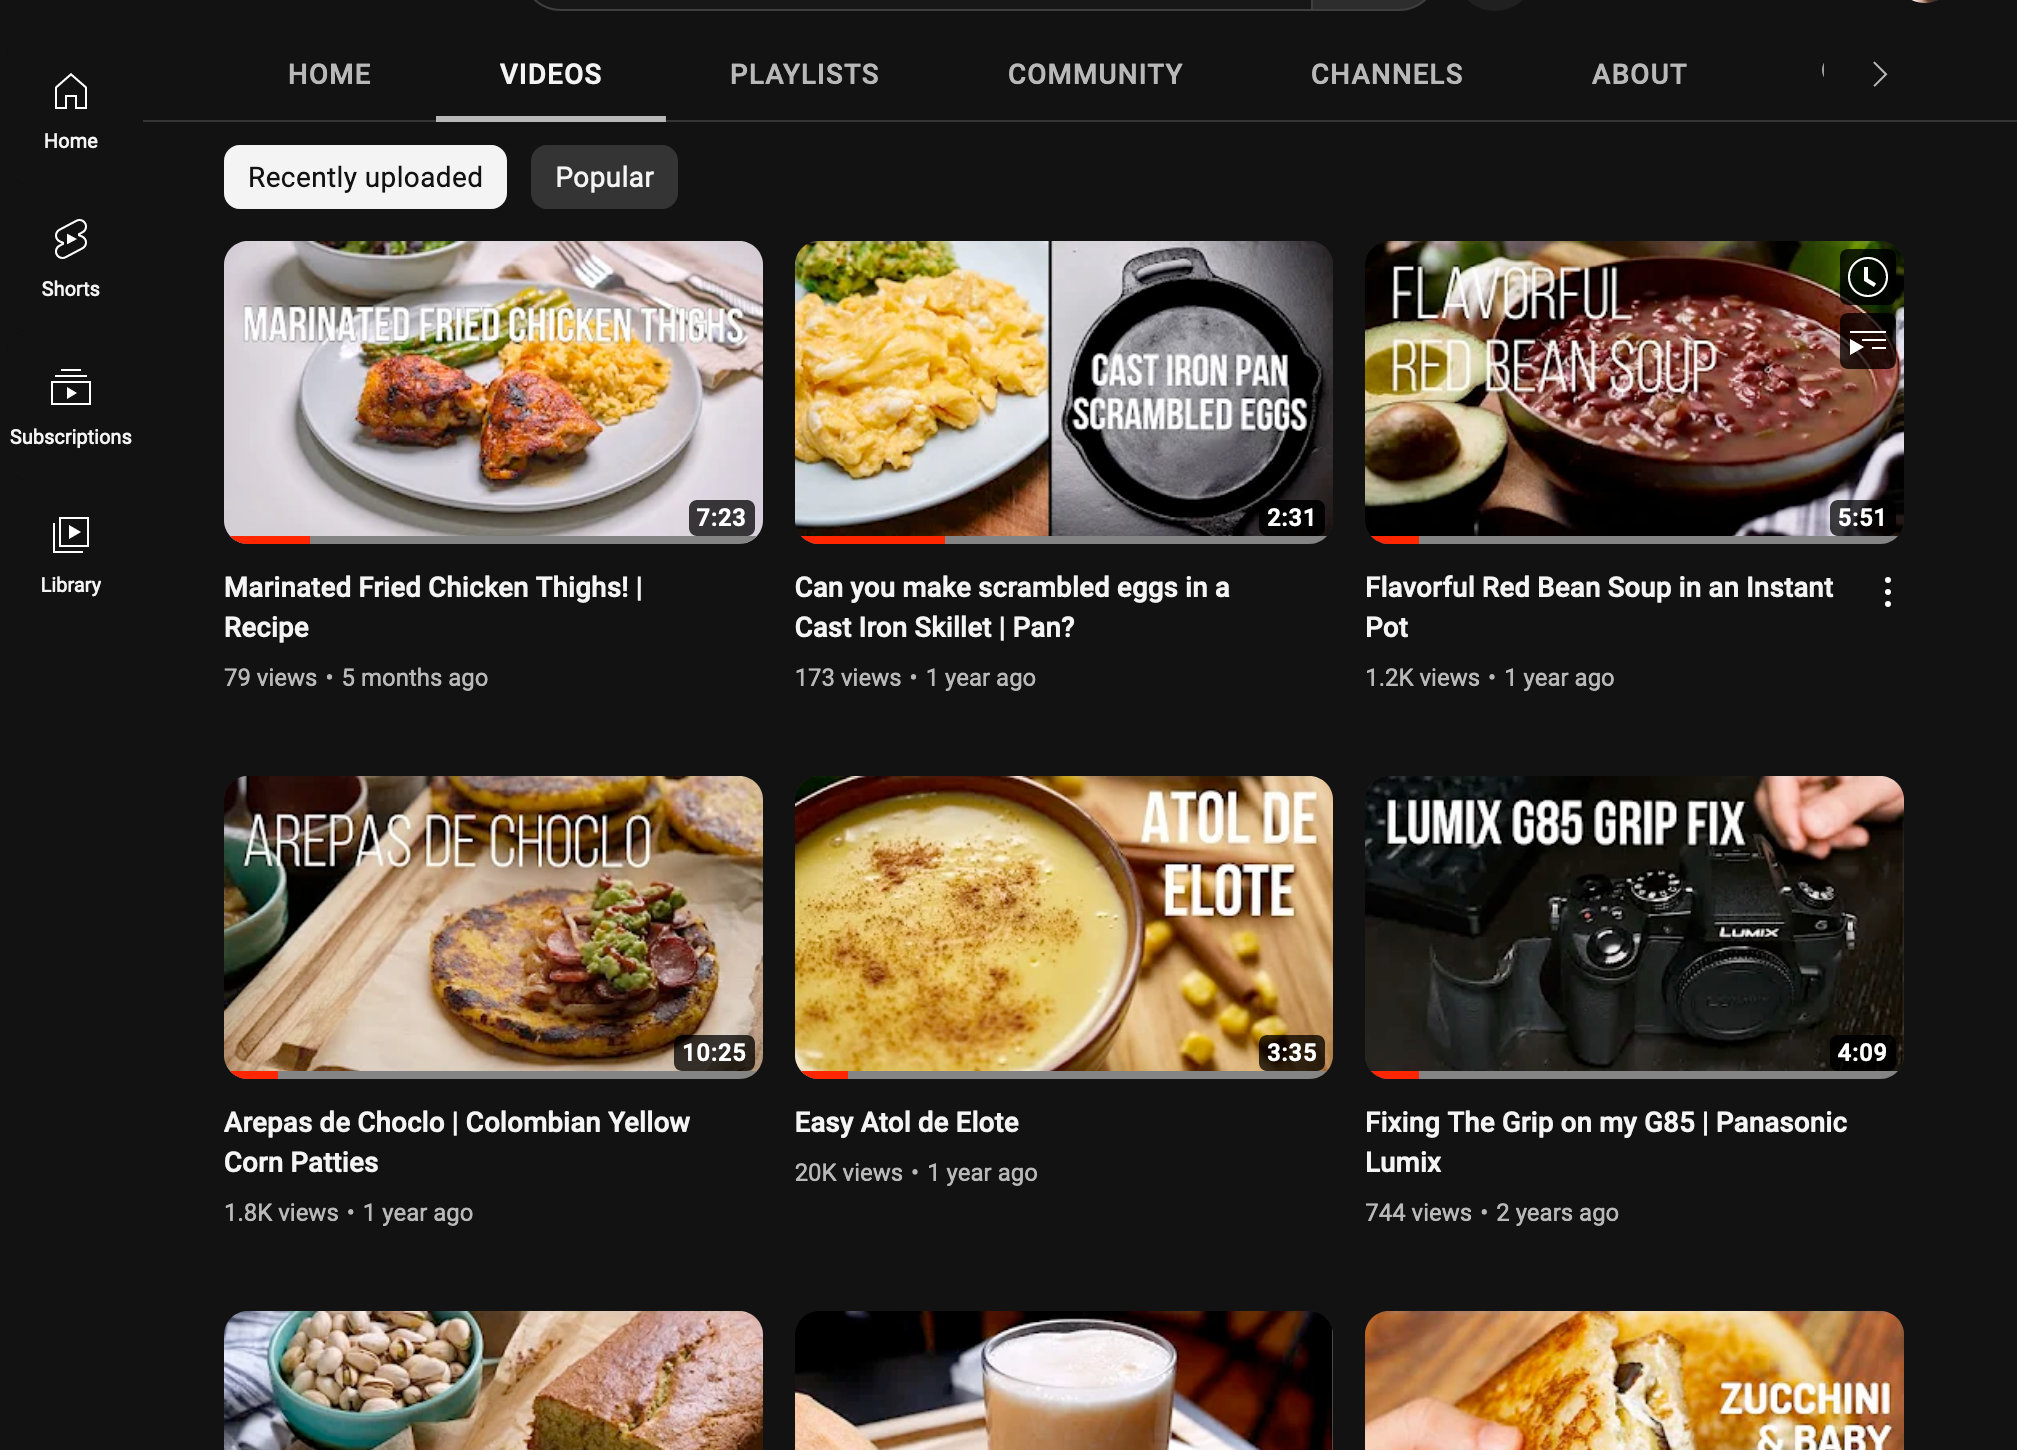 HOME
VIDEOS
PLAYLISTS
COMMUNITY
CHANNELS
ABOUT
Home
Shorts
Subscriptions
Library
Recently uploaded
Popular
MARINATED FRIED CHICKEN THIGHS
7:23
Marinated Fried Chicken Thighs! |
Recipe
79 views • 5 months ago
CAST IRON PAN
SCRAMBLED EGGS
2:31
Can you make scrambled eggs in a
Cast Iron Skillet | Pan?
173 views • 1 year ago
FLAVORFUL
RED BEAN SOUP
5:51
Flavorful Red Bean Soup in an Instant
Pot
1.2K views • 1 year ago
AREPAS DE CHOCLO
10:25
Arepas de Choclo | Colombian Yellow
Corn Patties
1.8K views • 1 year ago
ATOL DE
ELOTE
3:35
Easy Atol de Elote
20K views • 1 year ago
LUMIX G85 GRIP FIX
LUMIX
G
4:09
Fixing The Grip on my G85 | Panasonic
Lumix
744 views • 2 years ago
ZUCCHINI
& BABY